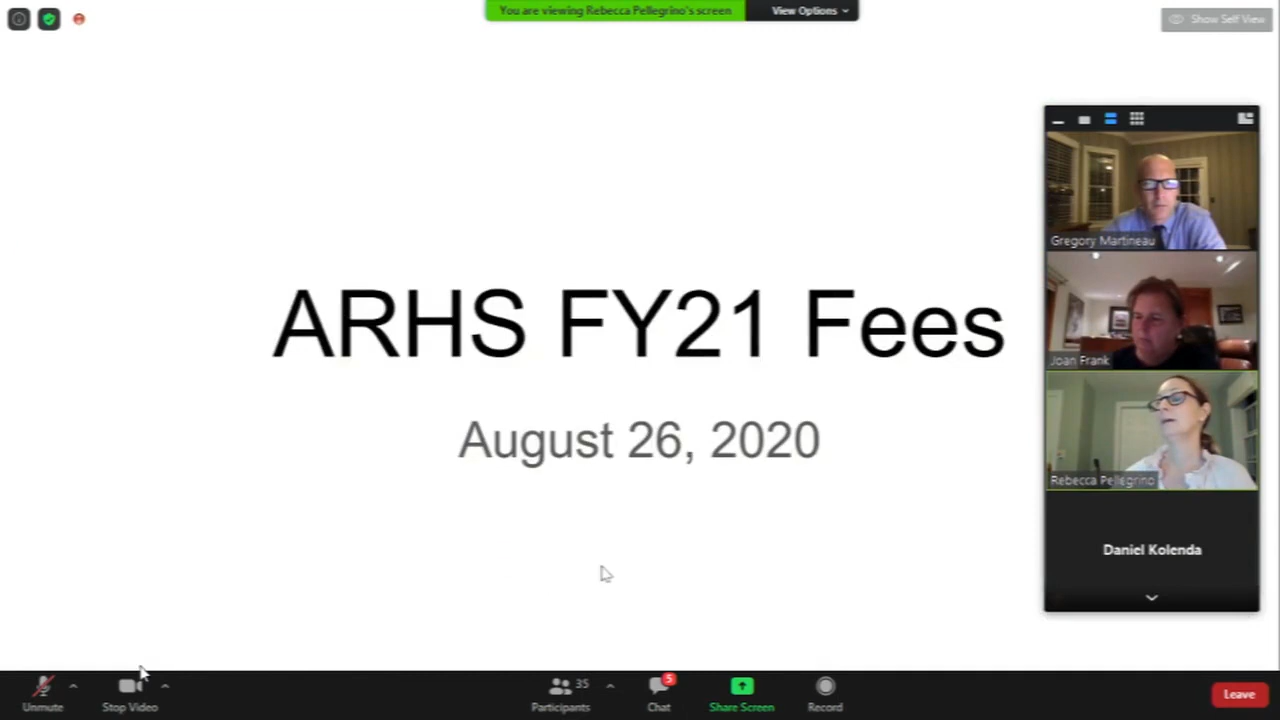 You are viewing Rebecca Pellegrino's screen
View Options
Show Self View
Gregory Martineau
ARHS FY21 Fees
Joan Frank
August 26, 2020
Rebecca Pellegrino
Daniel Kolenda
Unmute
Stop Video
Participants
35
Chat
5
Share Screen
Record
Leave